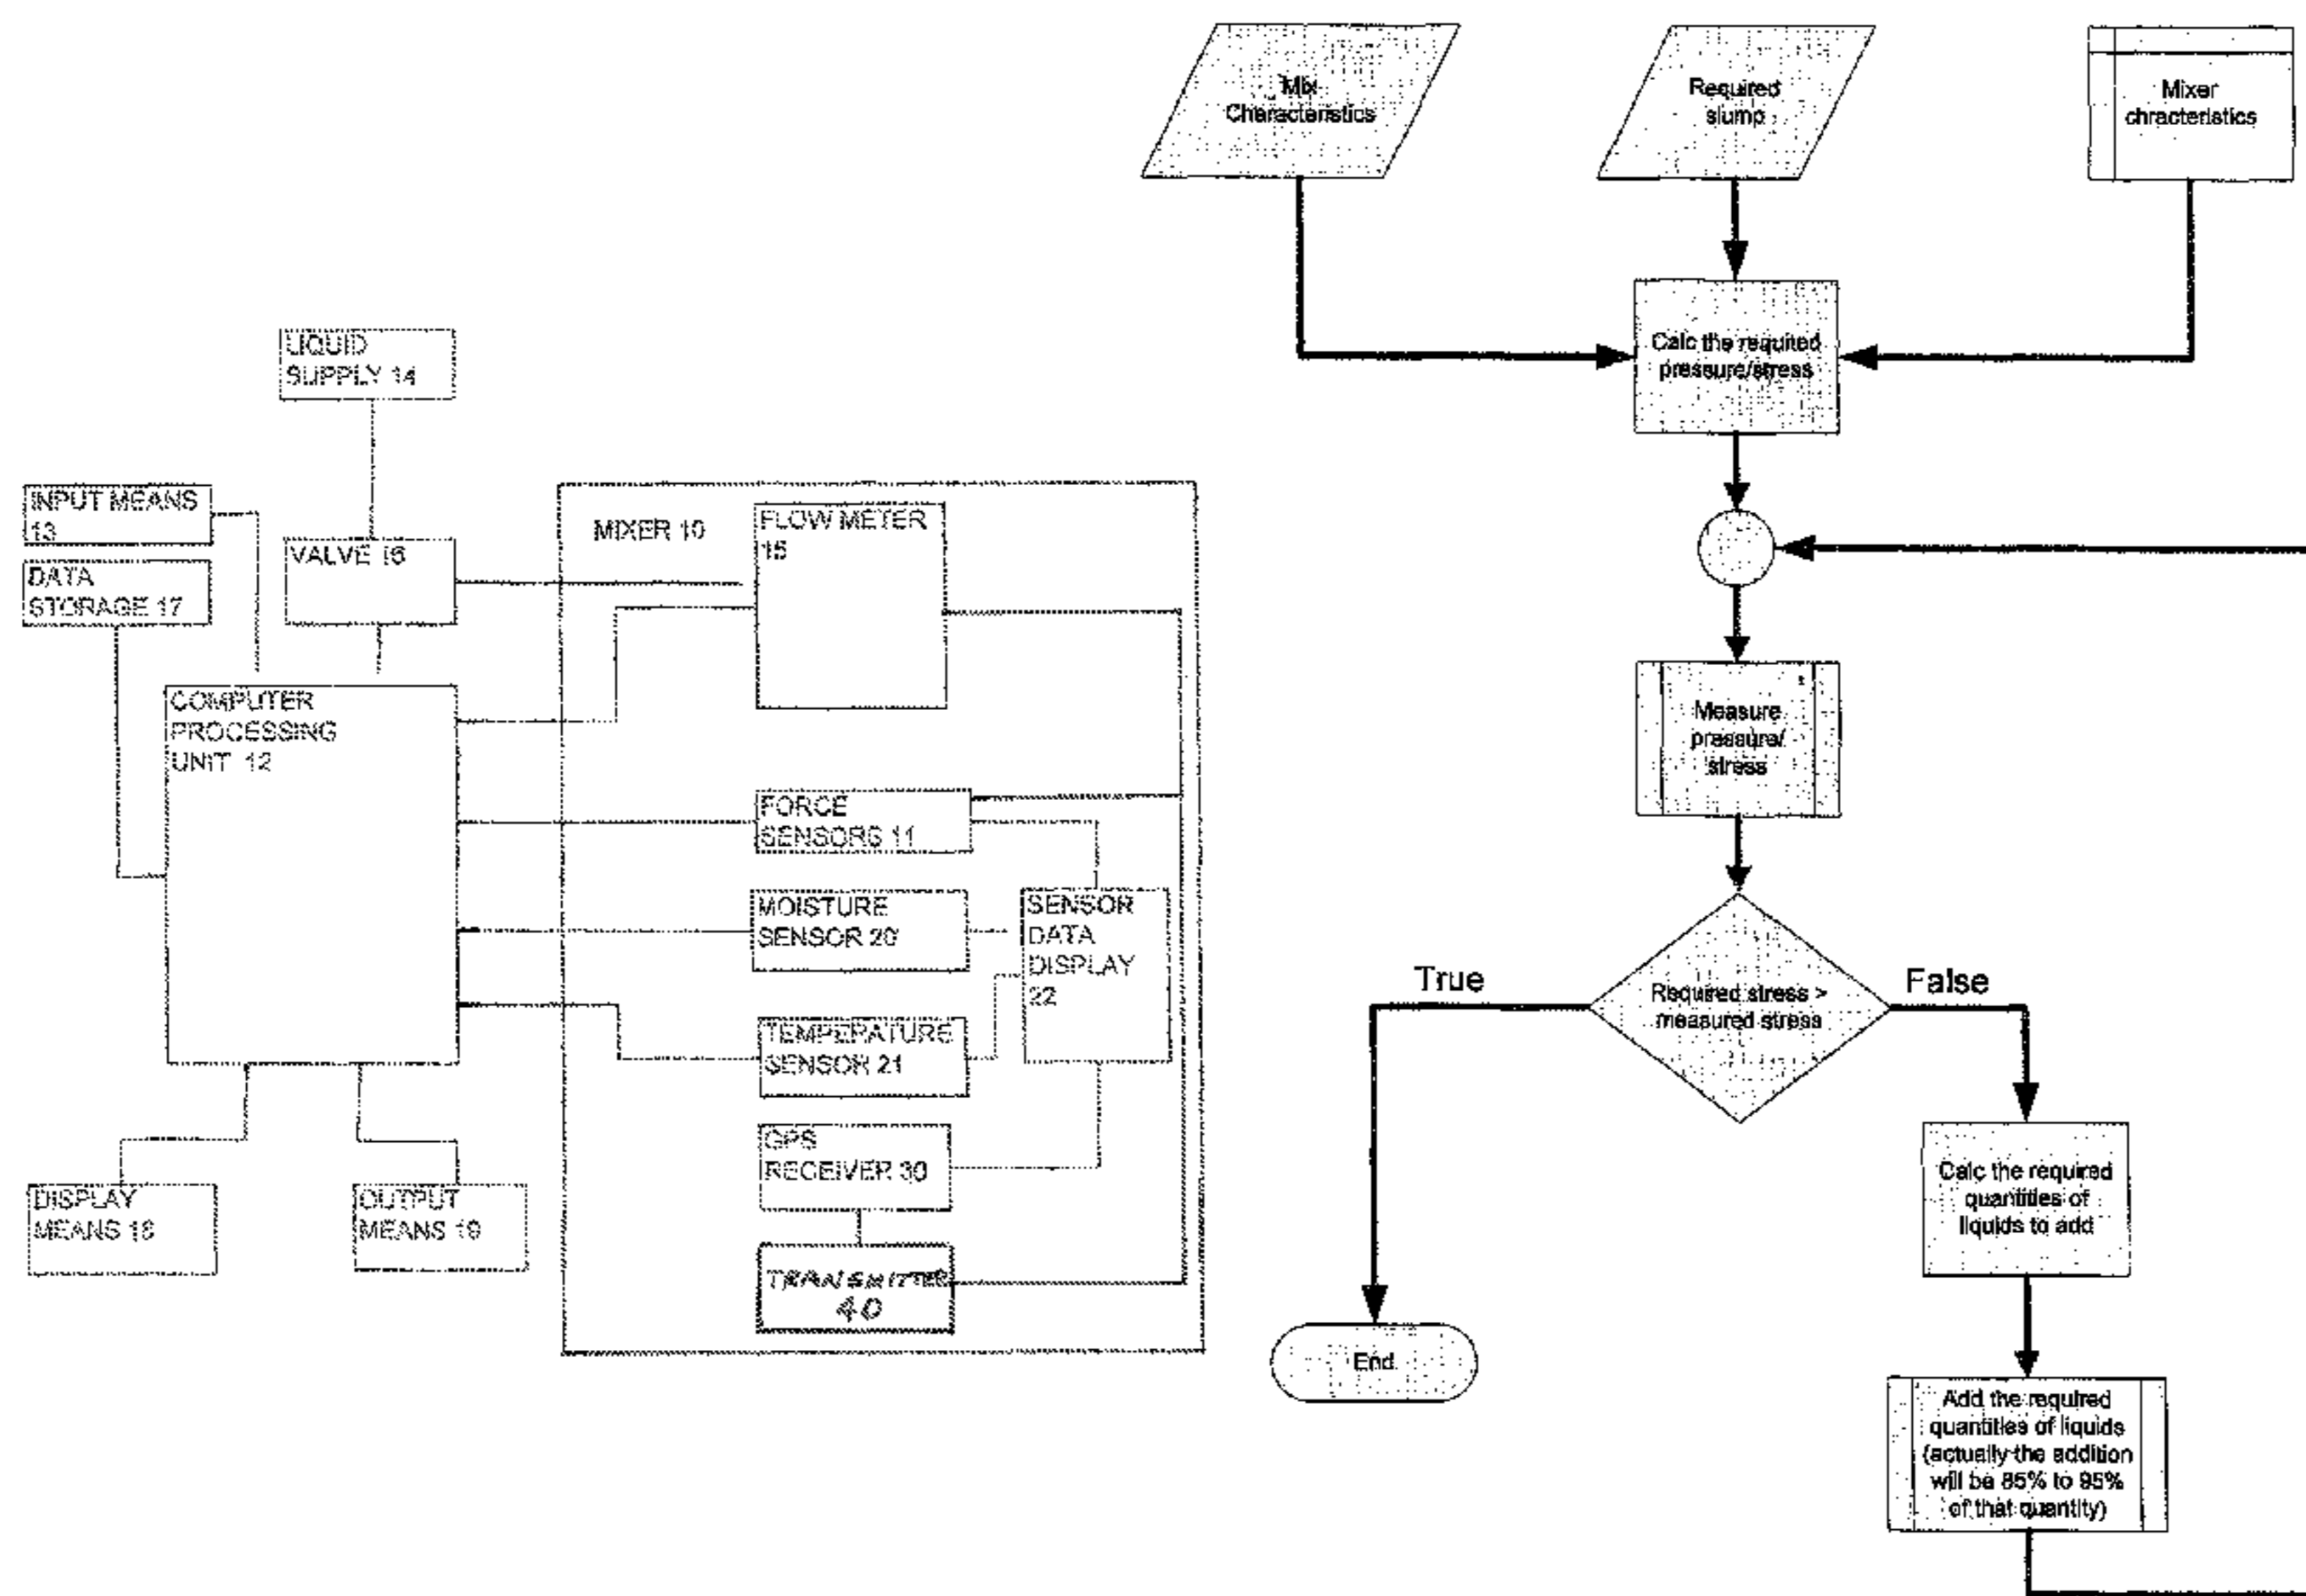 LIQUID
SUPPLY 14
INPUT MEANS
13
DATA
STORAGE 17
VALVE 16
MIXER 10
FLOW METER
15
COMPUTER
PROCESSING
UNIT 12
FORCE
SENSORS 11
MOISTURE
SENSOR 20
SENSOR
DATA
DISPLAY
22
TEMPERATURE
SENSOR 21
GPS
RECEIVER 30
TRANSMITTER
40
DISPLAY
MEANS 18
OUTPUT
MEANS 19
Mix
Characteristics
Required
slump
Mixer
chracteristics
Calc the required
pressure/stress
Measure
pressure/
stress
True
False
Required stress >
measured stress
Calc the required
quantities of
liquids to add
End
Add the required
quantities of liquids
(actually the addition
will be 85% to 95%
of that quantity)